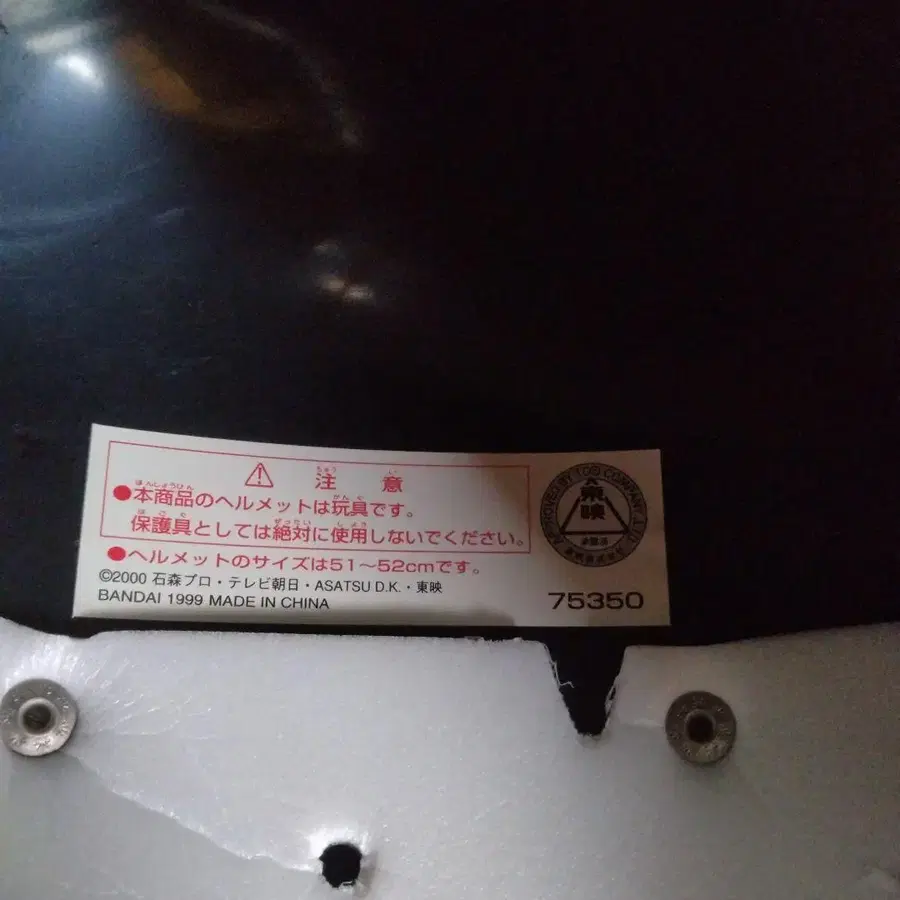 ⚠ 注意
●本商品のヘルメットは玩具です。
保護具としては絶対に使用しないでください。
●ヘルメットのサイズは51~52cmです。
©2000 石森プロ・テレビ朝日・ASATSU D.K.・東映
BANDAI 1999 MADE IN CHINA
75350
東映